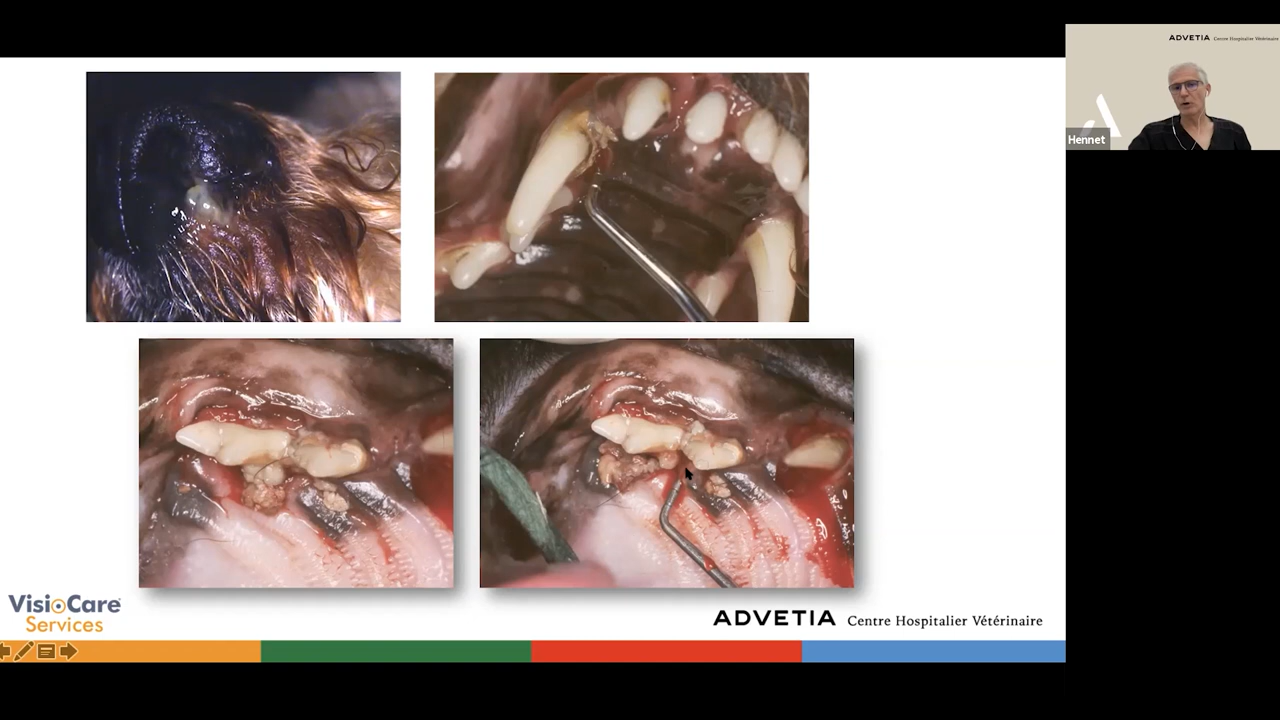 ADVETIA Centre Hospitalier Vétérinaire
Hennet
VisioCare
Services
ADVETIA Centre Hospitalier Vétérinaire